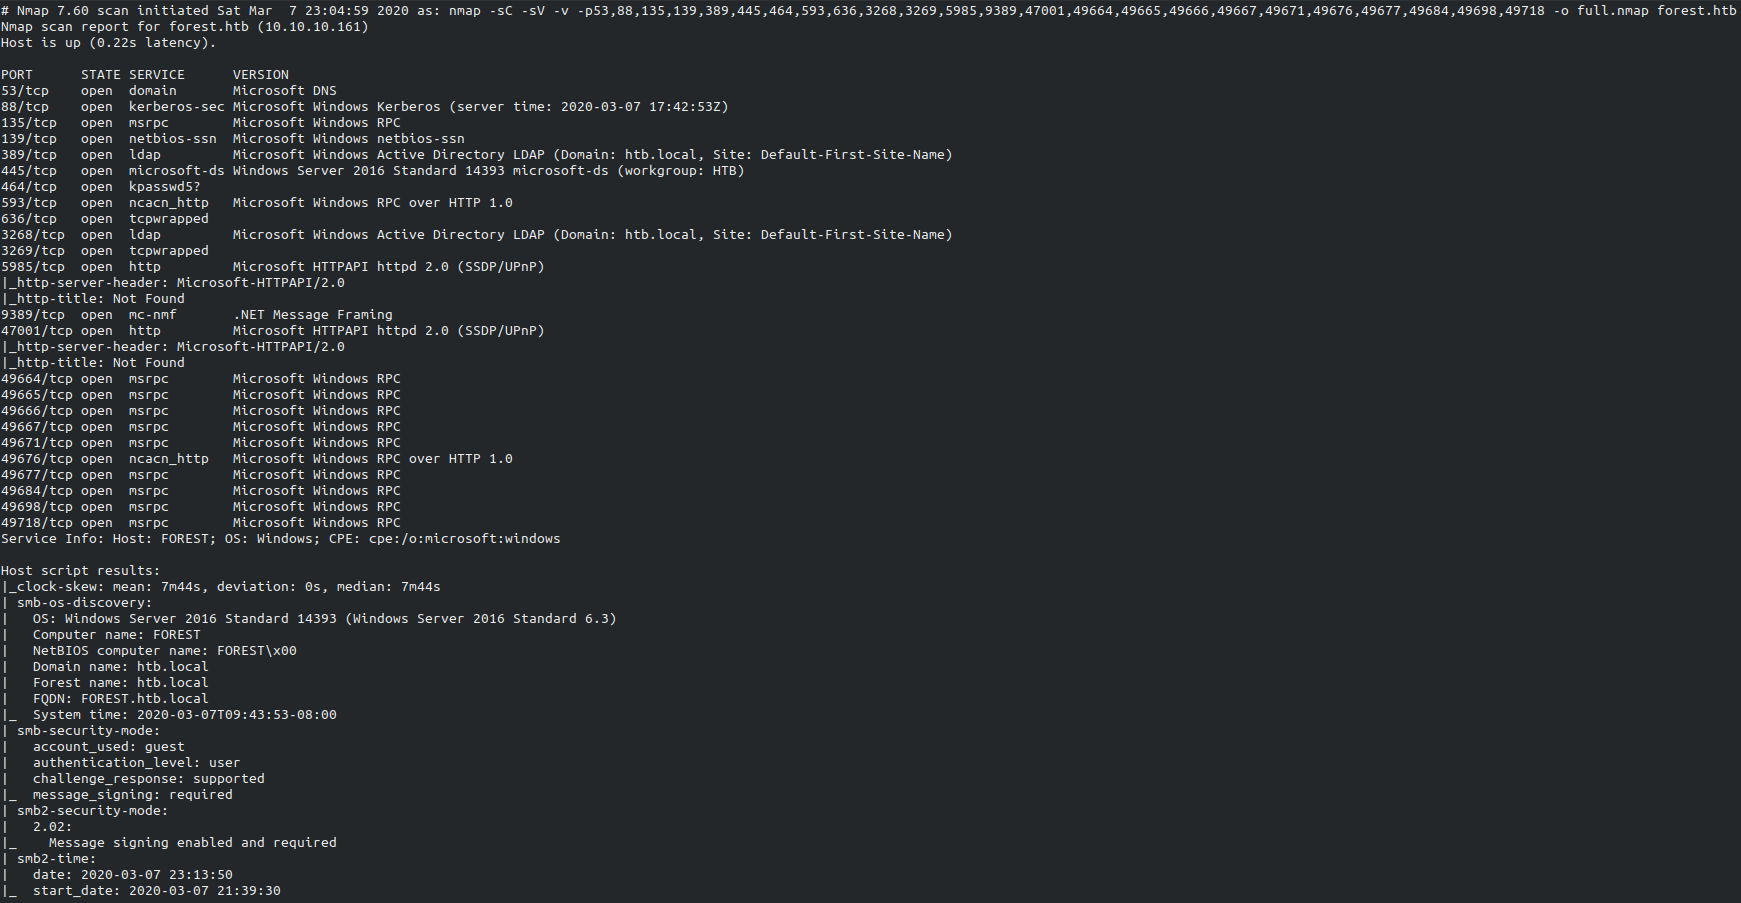 # Nmap 7.60 scan initiated Sat Mar  7 23:04:59 2020 as: nmap -sC -sV -v -p53,88,135,139,389,445,464,593,636,3268,3269,5985,9389,47001,49664,49665,49666,49667,49671,49676,49677,49684,49698,49718 -o full.nmap forest.htb
Nmap scan report for forest.htb (10.10.10.161)
Host is up (0.22s latency).

PORT      STATE SERVICE      VERSION
53/tcp    open  domain       Microsoft DNS
88/tcp    open  kerberos-sec Microsoft Windows Kerberos (server time: 2020-03-07 17:42:53Z)
135/tcp   open  msrpc        Microsoft Windows RPC
139/tcp   open  netbios-ssn  Microsoft Windows netbios-ssn
389/tcp   open  ldap         Microsoft Windows Active Directory LDAP (Domain: htb.local, Site: Default-First-Site-Name)
445/tcp   open  microsoft-ds Windows Server 2016 Standard 14393 microsoft-ds (workgroup: HTB)
464/tcp   open  kpasswd5?
593/tcp   open  ncacn_http   Microsoft Windows RPC over HTTP 1.0
636/tcp   open  tcpwrapped
3268/tcp  open  ldap         Microsoft Windows Active Directory LDAP (Domain: htb.local, Site: Default-First-Site-Name)
3269/tcp  open  tcpwrapped
5985/tcp  open  http         Microsoft HTTPAPI httpd 2.0 (SSDP/UPnP)
|_http-server-header: Microsoft-HTTPAPI/2.0
|_http-title: Not Found
9389/tcp  open  mc-nmf       .NET Message Framing
47001/tcp open  http         Microsoft HTTPAPI httpd 2.0 (SSDP/UPnP)
|_http-server-header: Microsoft-HTTPAPI/2.0
|_http-title: Not Found
49664/tcp open  msrpc        Microsoft Windows RPC
49665/tcp open  msrpc        Microsoft Windows RPC
49666/tcp open  msrpc        Microsoft Windows RPC
49667/tcp open  msrpc        Microsoft Windows RPC
49671/tcp open  msrpc        Microsoft Windows RPC
49676/tcp open  ncacn_http   Microsoft Windows RPC over HTTP 1.0
49677/tcp open  msrpc        Microsoft Windows RPC
49684/tcp open  msrpc        Microsoft Windows RPC
49698/tcp open  msrpc        Microsoft Windows RPC
49718/tcp open  msrpc        Microsoft Windows RPC
Service Info: Host: FOREST; OS: Windows; CPE: cpe:/o:microsoft:windows

Host script results:
|_clock-skew: mean: 7m44s, deviation: 0s, median: 7m44s
| smb-os-discovery:
|   OS: Windows Server 2016 Standard 14393 (Windows Server 2016 Standard 6.3)
|   Computer name: FOREST
|   NetBIOS computer name: FOREST\x00
|   Domain name: htb.local
|   Forest name: htb.local
|   FQDN: FOREST.htb.local
|_  System time: 2020-03-07T09:43:53-08:00
| smb-security-mode:
|   account_used: guest
|   authentication_level: user
|   challenge_response: supported
|_  message_signing: required
| smb2-security-mode:
|   2.02:
|_    Message signing enabled and required
| smb2-time:
|   date: 2020-03-07 23:13:50
|_  start_date: 2020-03-07 21:39:30